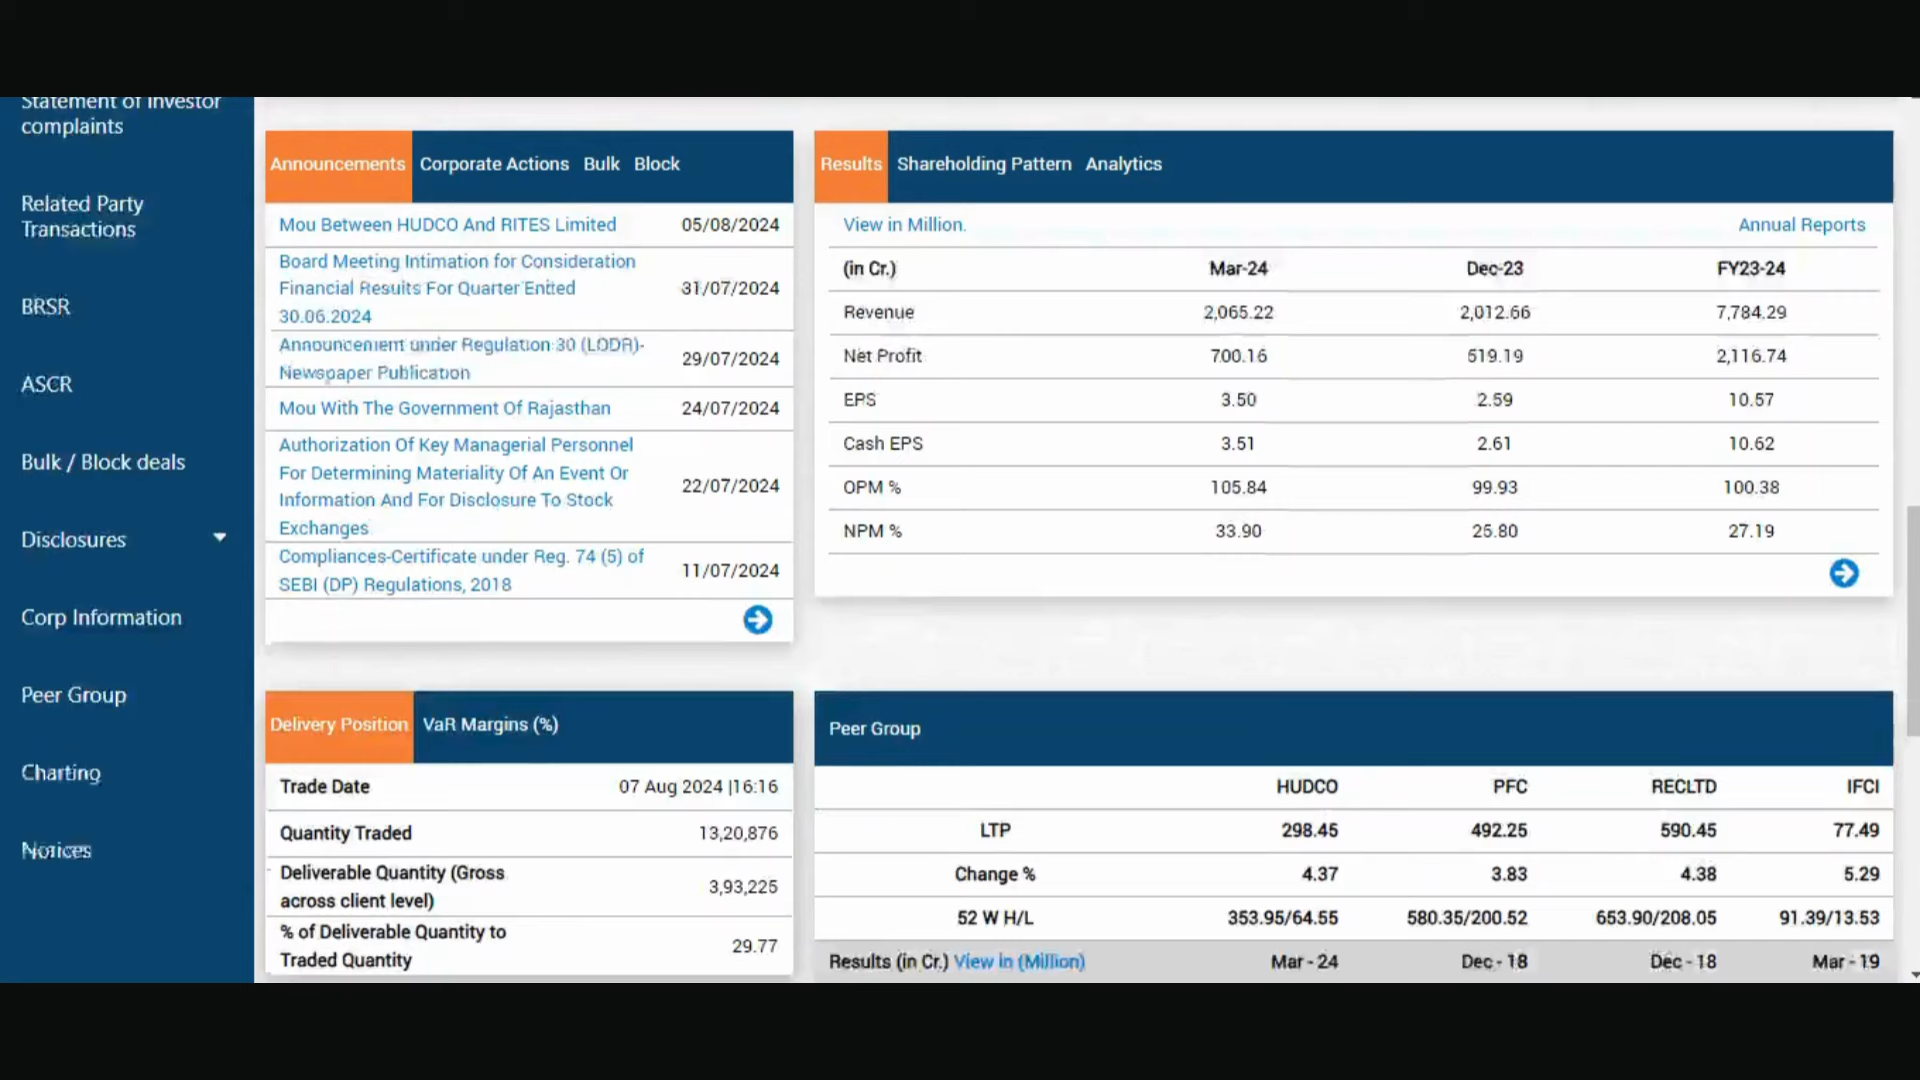 Statement of Investor
complaints
Related Party
Transactions
BRSR
ASCR
Bulk / Block deals
Disclosures
Corp Information
Peer Group
Charting
Notices
Announcements Corporate Actions Bulk Block
Mou Between HUDCO And RITES Limited 05/08/2024
Board Meeting Intimation for Consideration
Financial Results For Quarter Ended 31/07/2024
30.06.2024
Announcement under Regulation 30 (LODR)-
Newspaper Publication 29/07/2024
Mou With The Government Of Rajasthan 24/07/2024
Authorization Of Key Managerial Personnel
For Determining Materiality Of An Event Or
Information And For Disclosure To Stock 22/07/2024
Exchanges
Compliances-Certificate under Reg. 74 (5) of
SEBI (DP) Regulations, 2018 11/07/2024
Results Shareholding Pattern Analytics
View in Million. Annual Reports
(in Cr.) Mar-24 Dec-23 FY23-24
Revenue 2,065.22 2,012.66 7,784.29
Net Profit 700.16 519.19 2,116.74
EPS 3.50 2.59 10.57
Cash EPS 3.51 2.61 10.62
OPM % 105.84 99.93 100.38
NPM % 33.90 25.80 27.19
Delivery Position VaR Margins (%)
Trade Date 07 Aug 2024 |16:16
Quantity Traded 13,20,876
Deliverable Quantity (Gross
across client level) 3,93,225
% of Deliverable Quantity to
Traded Quantity 29.77
Peer Group
HUDCO PFC RECLTD IFCI
LTP 298.45 492.25 590.45 77.49
Change % 4.37 3.83 4.38 5.29
52 W H/L 353.95/64.55 580.35/200.52 653.90/208.05 91.39/13.53
Results (in Cr.) View in (Million) Mar - 24 Dec - 18 Dec - 18 Mar - 19